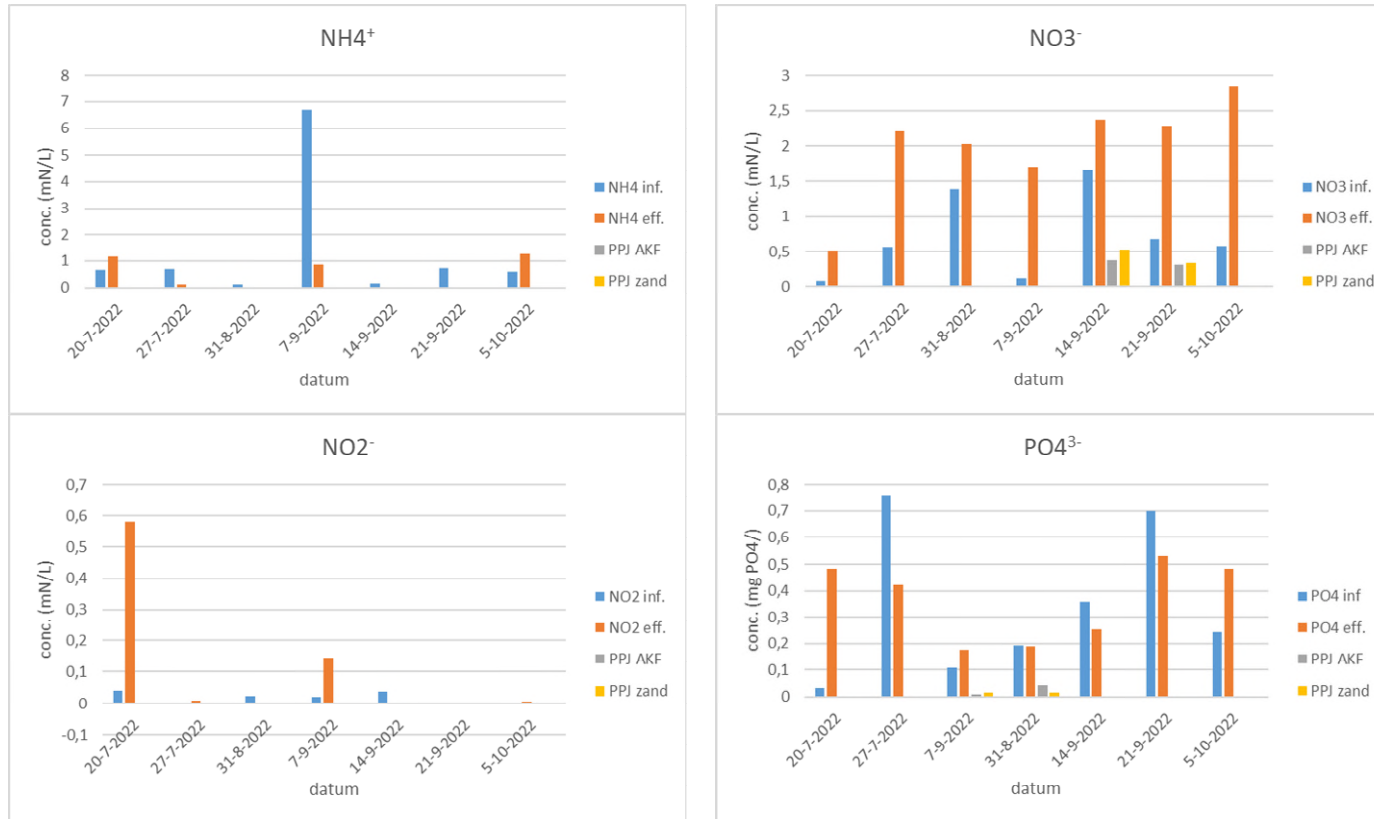 NH4⁺
conc. (mN/L)
8
7
6
5
4
3
2
1
0
20-7-2022
27-7-2022
31-8-2022
7-9-2022
14-9-2022
21-9-2022
5-10-2022
datum
NH4 inf.
NH4 eff.
PPJ AKF
PPJ zand
NO3⁻
conc. (mN/L)
3
2,5
2
1,5
1
0,5
0
20-7-2022
27-7-2022
31-8-2022
7-9-2022
14-9-2022
21-9-2022
5-10-2022
datum
NO3 inf.
NO3 eff.
PPJ AKF
PPJ zand
NO2⁻
conc. (mN/L)
0,7
0,6
0,5
0,4
0,3
0,2
0,1
0
-0,1
20-7-2022
27-7-2022
31-8-2022
7-9-2022
14-9-2022
21-9-2022
5-10-2022
datum
NO2 inf.
NO2 eff.
PPJ AKF
PPJ zand
PO4³⁻
conc. (mg PO4/)
0,8
0,7
0,6
0,5
0,4
0,3
0,2
0,1
0
20-7-2022
27-7-2022
7-9-2022
31-8-2022
14-9-2022
21-9-2022
5-10-2022
datum
PO4 inf
PO4 eff.
PPJ AKF
PPJ zand